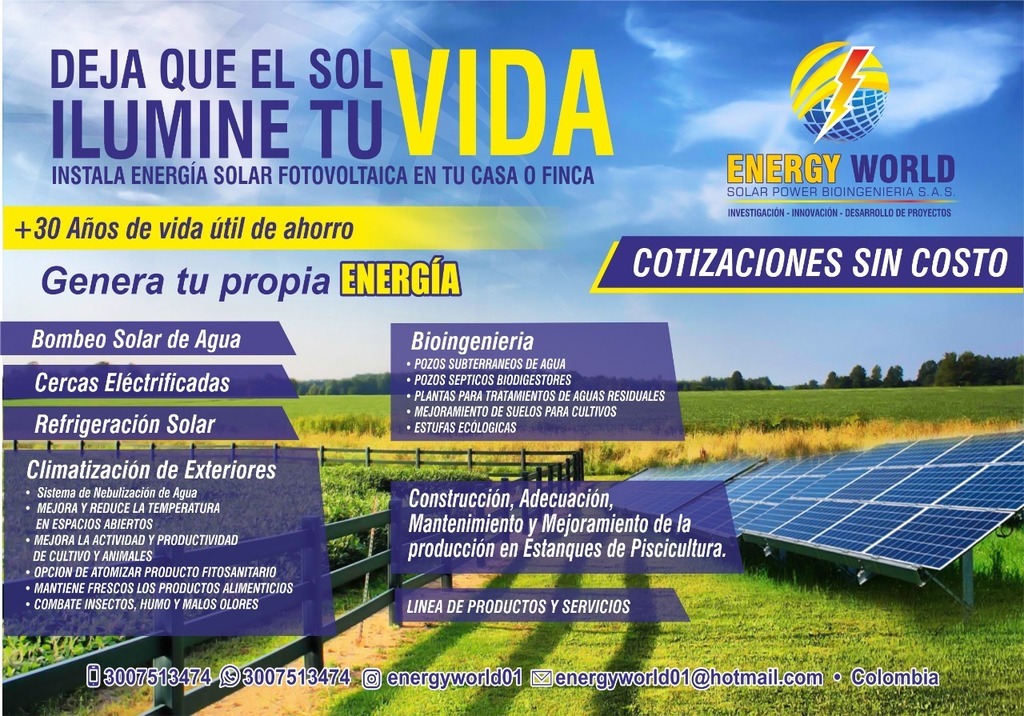 DEJA QUE EL SOL
ILUMINE TU VIDA
INSTALA ENERGÍA SOLAR FOTOVOLTAICA EN TU CASA O FINCA
ENERGY WORLD
SOLAR POWER BIOINGENIERIA S.A.S.
INVESTIGACIÓN - INNOVACIÓN - DESARROLLO DE PROYECTOS
+30 Años de vida útil de ahorro
COTIZACIONES SIN COSTO
Genera tu propia ENERGÍA
Bombeo Solar de Agua
Cercas Eléctrificadas
Refrigeración Solar
Climatización de Exteriores
• Sistema de Nebulización de Agua
• MEJORA Y REDUCE LA TEMPERATURA
EN ESPACIOS ABIERTOS
• MEJORA LA ACTIVIDAD Y PRODUCTIVIDAD
DE CULTIVO Y ANIMALES
• OPCION DE ATOMIZAR PRODUCTO FITOSANITARIO
• MANTIENE FRESCOS LOS PRODUCTOS ALIMENTICIOS
• COMBATE INSECTOS, HUMO Y MALOS OLORES
Bioingenieria
• POZOS SUBTERRANEOS DE AGUA
• POZOS SEPTICOS BIODIGESTORES
• PLANTAS PARA TRATAMIENTOS DE AGUAS RESIDUALES
• MEJORAMIENTO DE SUELOS PARA CULTIVOS
• ESTUFAS ECÓLOGICAS
Construcción, Adecuación,
Mantenimiento y Mejoramiento de la
producción en Estanques de Piscicultura.
LINEA DE PRODUCTOS Y SERVICIOS
3007513474 3007513474 energyworld01 energyworld01@hotmail.com • Colombia